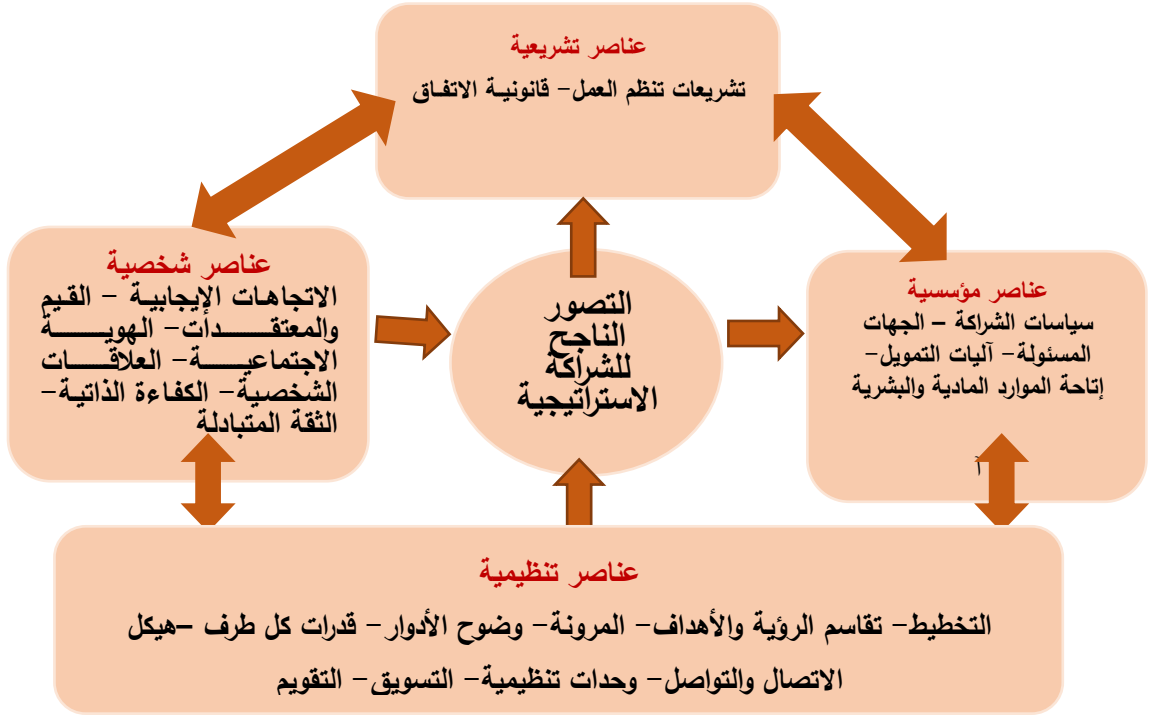 عناصر تشريعية
تشريعات تنظم العمل– قانونية الاتفاق
عناصر شخصية
الاتجاهات الإيجابية – القيم
والمعتقدات– الهوية
الاجتماعية– العلاقات
الشخصية– الكفاءة الذاتية–
الثقة المتبادلة
التصور
الناجح
للشراكة
الاستراتيجية
عناصر مؤسسية
سياسات الشراكة – الجهات
المسئولة– آليات التمويل–
إتاحة الموارد المادية والبشرية
آ
عناصر تنظيمية
التخطيط– تقاسم الرؤية والأهداف– المرونة– وضوح الأدوار– قدرات كل طرف –هيكل
الاتصال والتواصل– وحدات تنظيمية– التسويق– التقويم